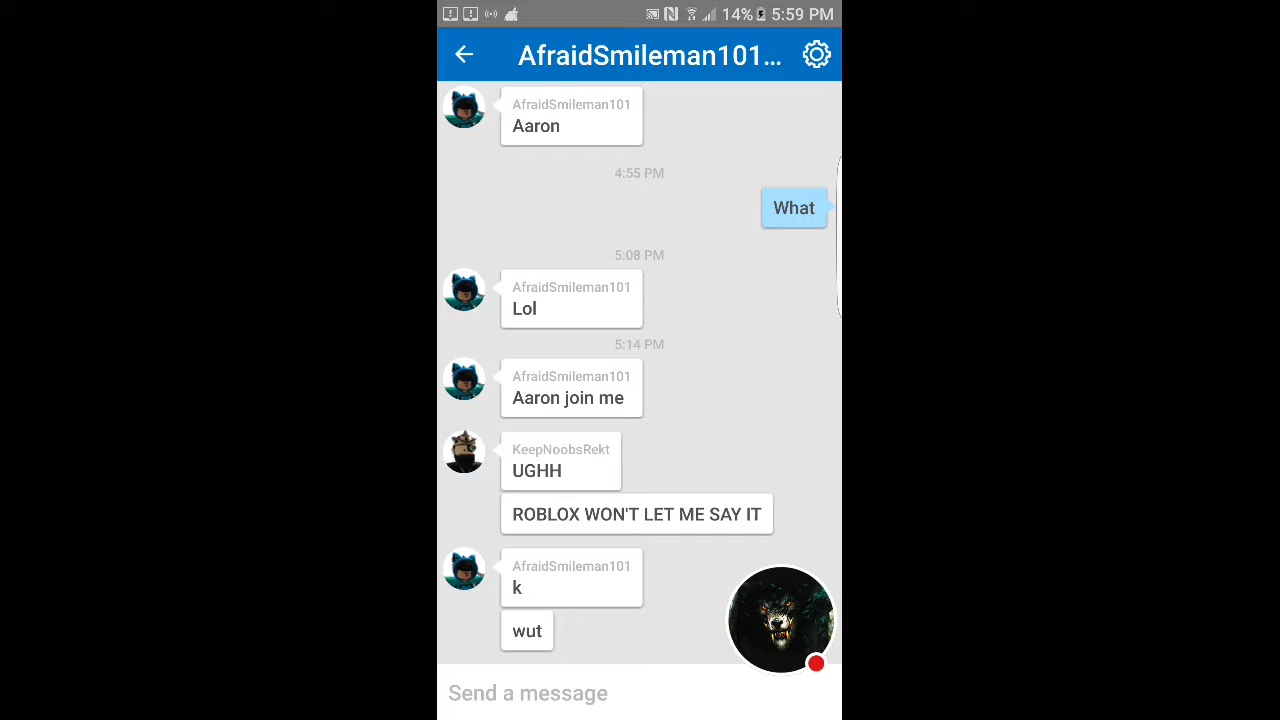 14% 5:59 PM
AfraidSmileman101...
AfraidSmileman101
Aaron
4:55 PM
What
5:08 PM
AfraidSmileman101
Lol
5:14 PM
AfraidSmileman101
Aaron join me
KeepNoobsRekt
UGHH
ROBLOX WON'T LET ME SAY IT
AfraidSmileman101
k
wut
Send a message